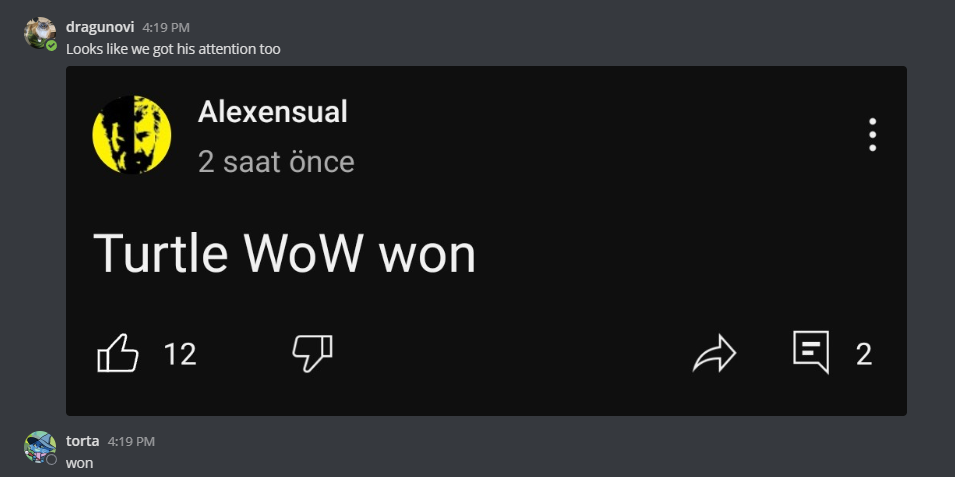 dragunovi 4:19 PM
Looks like we got his attention too
Alexensual
2 saat önce
Turtle WoW won
12 2
torta 4:19 PM
won